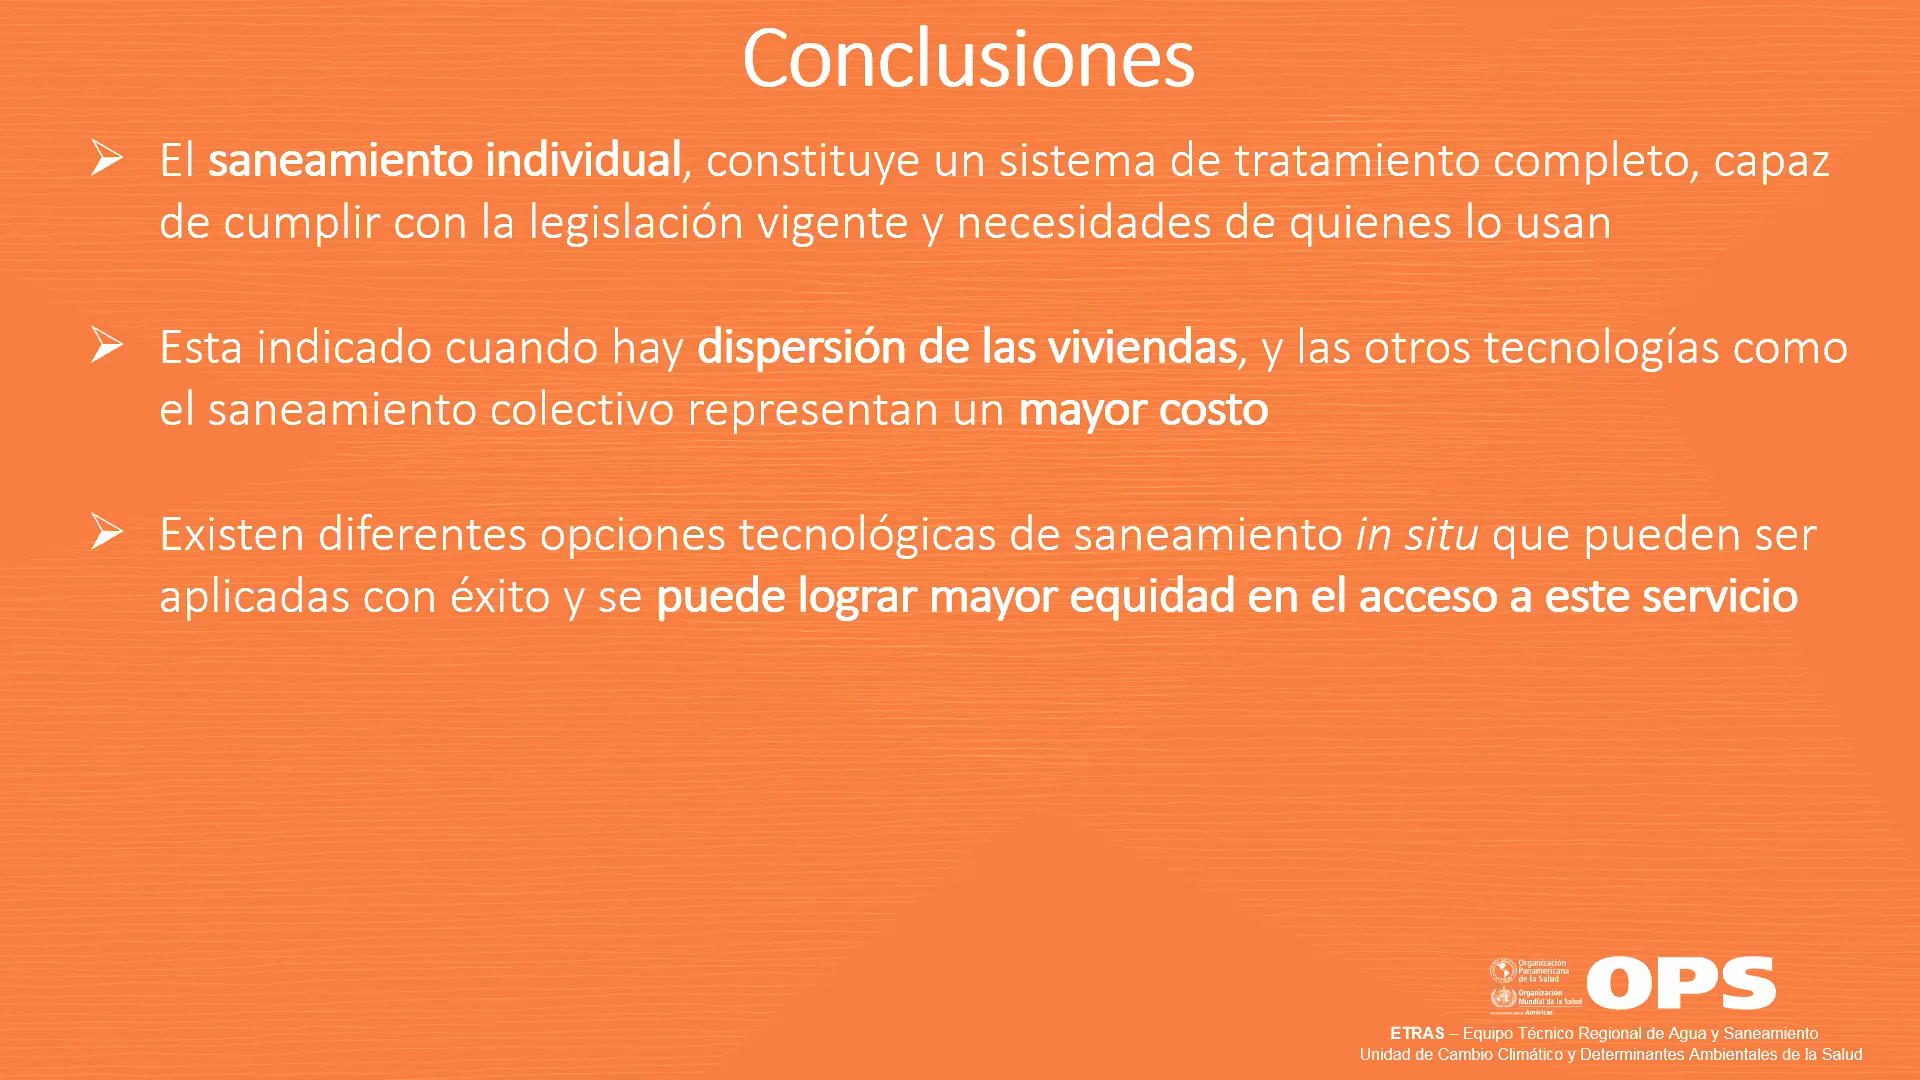 Conclusiones
➢ El saneamiento individual, constituye un sistema de tratamiento completo, capaz
de cumplir con la legislación vigente y necesidades de quienes lo usan
➢ Esta indicado cuando hay dispersión de las viviendas, y las otros tecnologías como
el saneamiento colectivo representan un mayor costo
➢ Existen diferentes opciones tecnológicas de saneamiento in situ que pueden ser
aplicadas con éxito y se puede lograr mayor equidad en el acceso a este servicio
Organización
Panamericana
de la Salud
Organización
Mundial de la Salud
Américas
OPS
ETRAS – Equipo Técnico Regional de Agua y Saneamiento
Unidad de Cambio Climático y Determinantes Ambientales de la Salud